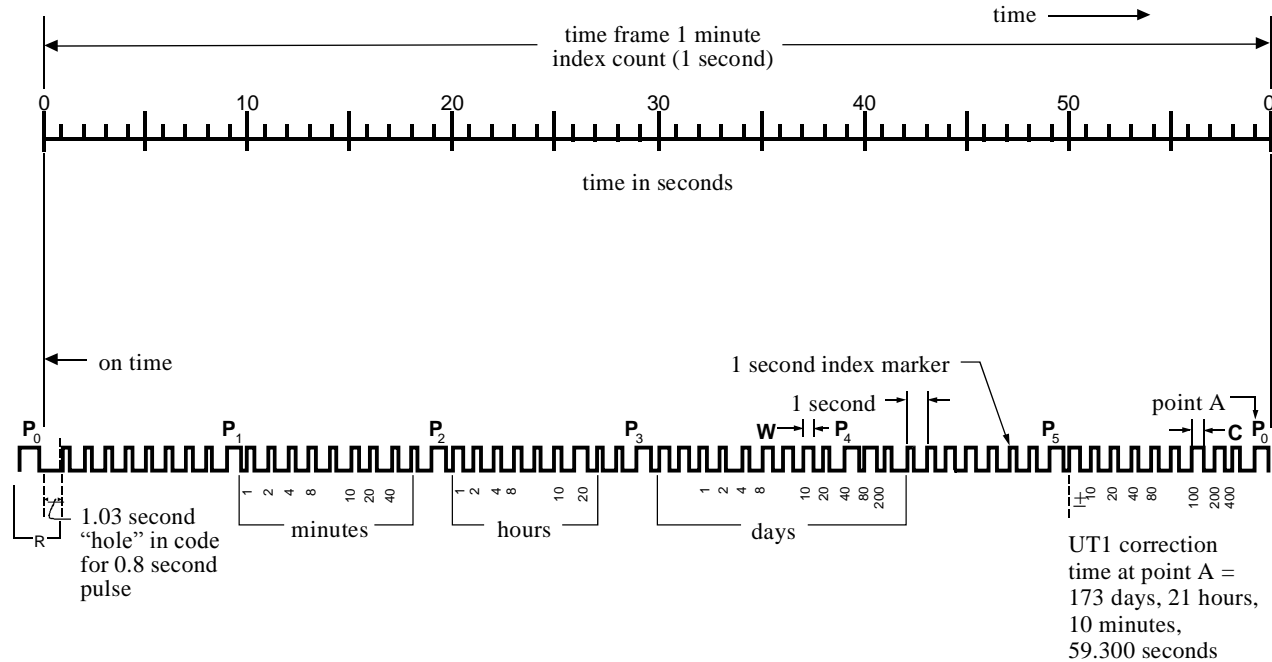 time
time frame 1 minute
index count (1 second)
0 10 20 30 40 50 0
time in seconds
on time
1 second index marker
1 second
point A
P0 P1 P2 P3 W P4 P5 C P0
1 2 4 8 10 20 40
1 2 4 8 10 20
1 2 4 8 10 20 40 80 200
+| 10 20 40 80 100 200 400
R
1.03 second
“hole” in code
for 0.8 second
pulse
minutes
hours
days
UT1 correction
time at point A =
173 days, 21 hours,
10 minutes,
59.300 seconds